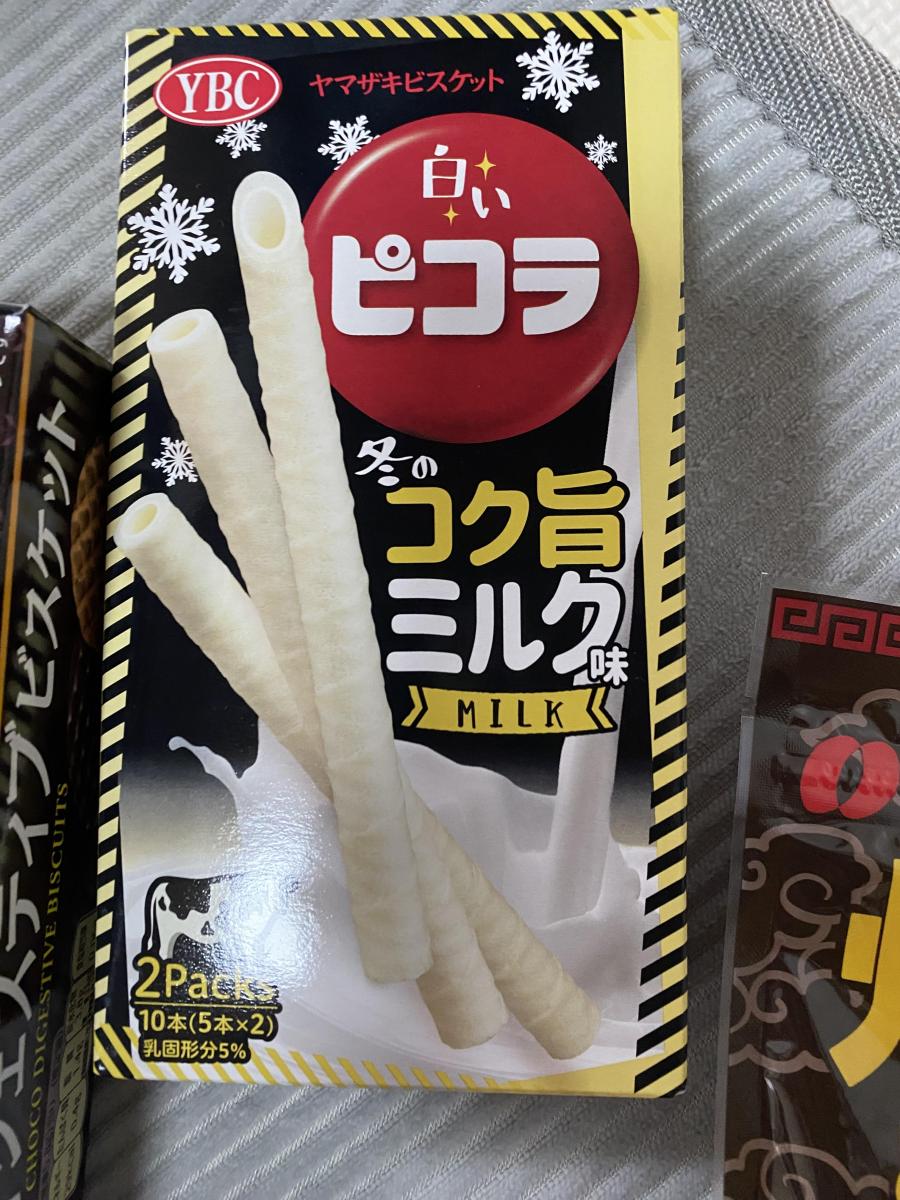 YBC
ヤマザキビスケット
白い
ピコラ
冬の
コク旨
ミルク味
MILK
2Packs
10本(5本×2)
乳固形分5%
ダイジェスティブビスケット
CHOCO DIGESTIVE BISCUITS